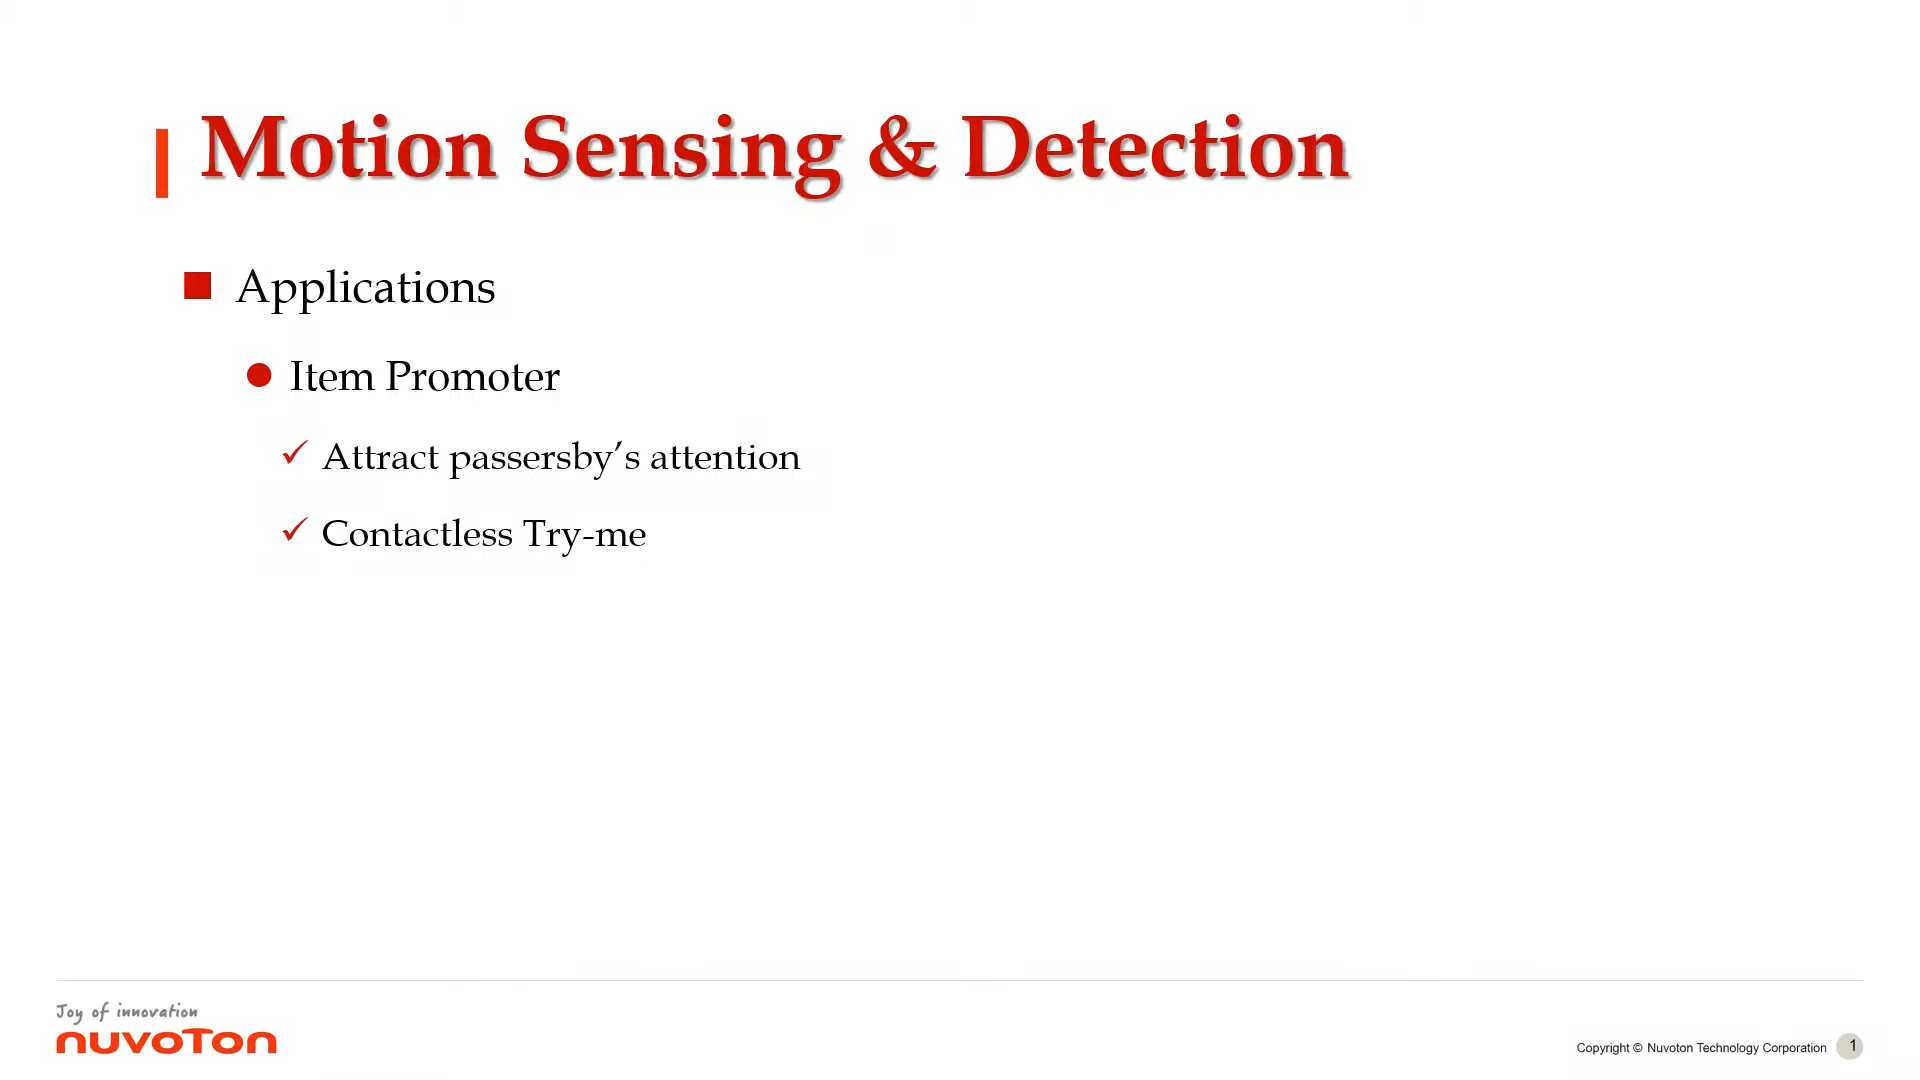 Motion Sensing & Detection
Applications
Item Promoter
Attract passersby’s attention
Contactless Try-me
Joy of innovation
nuvoTon
Copyright © Nuvoton Technology Corporation 1